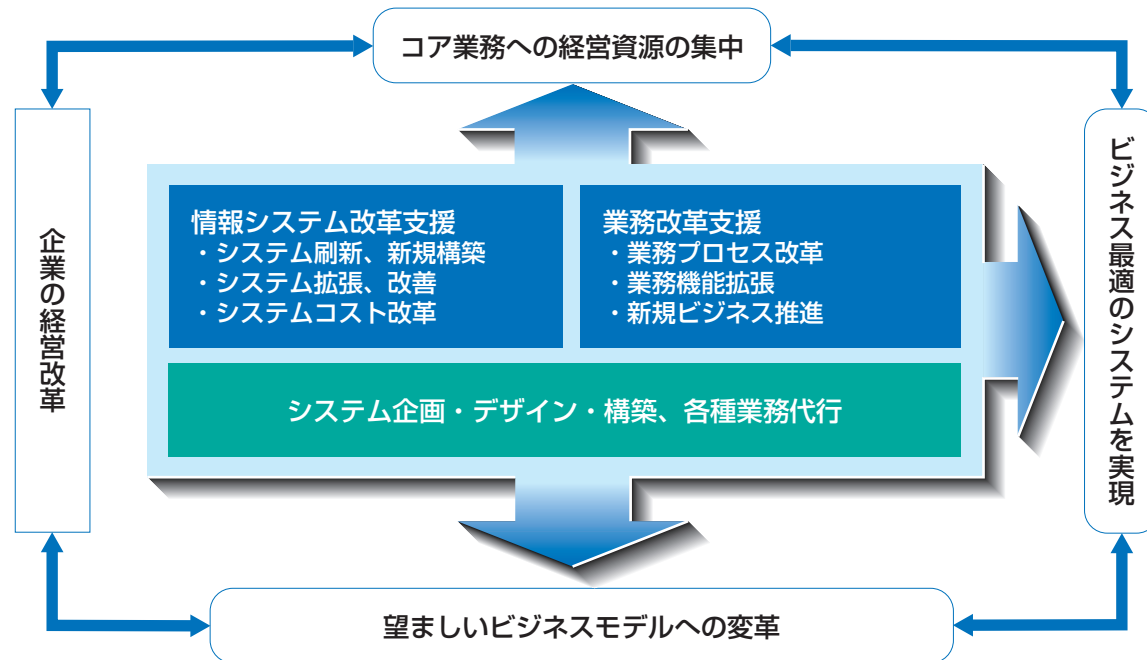 コア業務への経営資源の集中
企業の経営改革
情報システム改革支援
・システム刷新、新規構築
・システム拡張、改善
・システムコスト改革
業務改革支援
・業務プロセス改革
・業務機能拡張
・新規ビジネス推進
システム企画・デザイン・構築、各種業務代行
ビジネス最適のシステムを実現
望ましいビジネスモデルへの変革